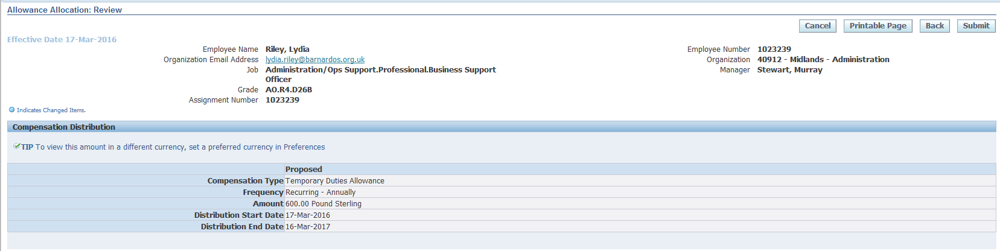 Allowance Allocation: Review
Cancel Printable Page Back Submit
Effective Date 17-Mar-2016
Employee Name Riley, Lydia Employee Number 1023239
Organization Email Address lydia.riley@barnardos.org.uk Organization 40912 - Midlands - Administration
Job Administration/Ops Support.Professional.Business Support Manager Stewart, Murray
Officer
Grade AO.R4.D26B
Assignment Number 1023239
Indicates Changed Items.
Compensation Distribution
TIP To view this amount in a different currency, set a preferred currency in Preferences
Proposed
Compensation Type Temporary Duties Allowance
Frequency Recurring - Annually
Amount 600.00 Pound Sterling
Distribution Start Date 17-Mar-2016
Distribution End Date 16-Mar-2017